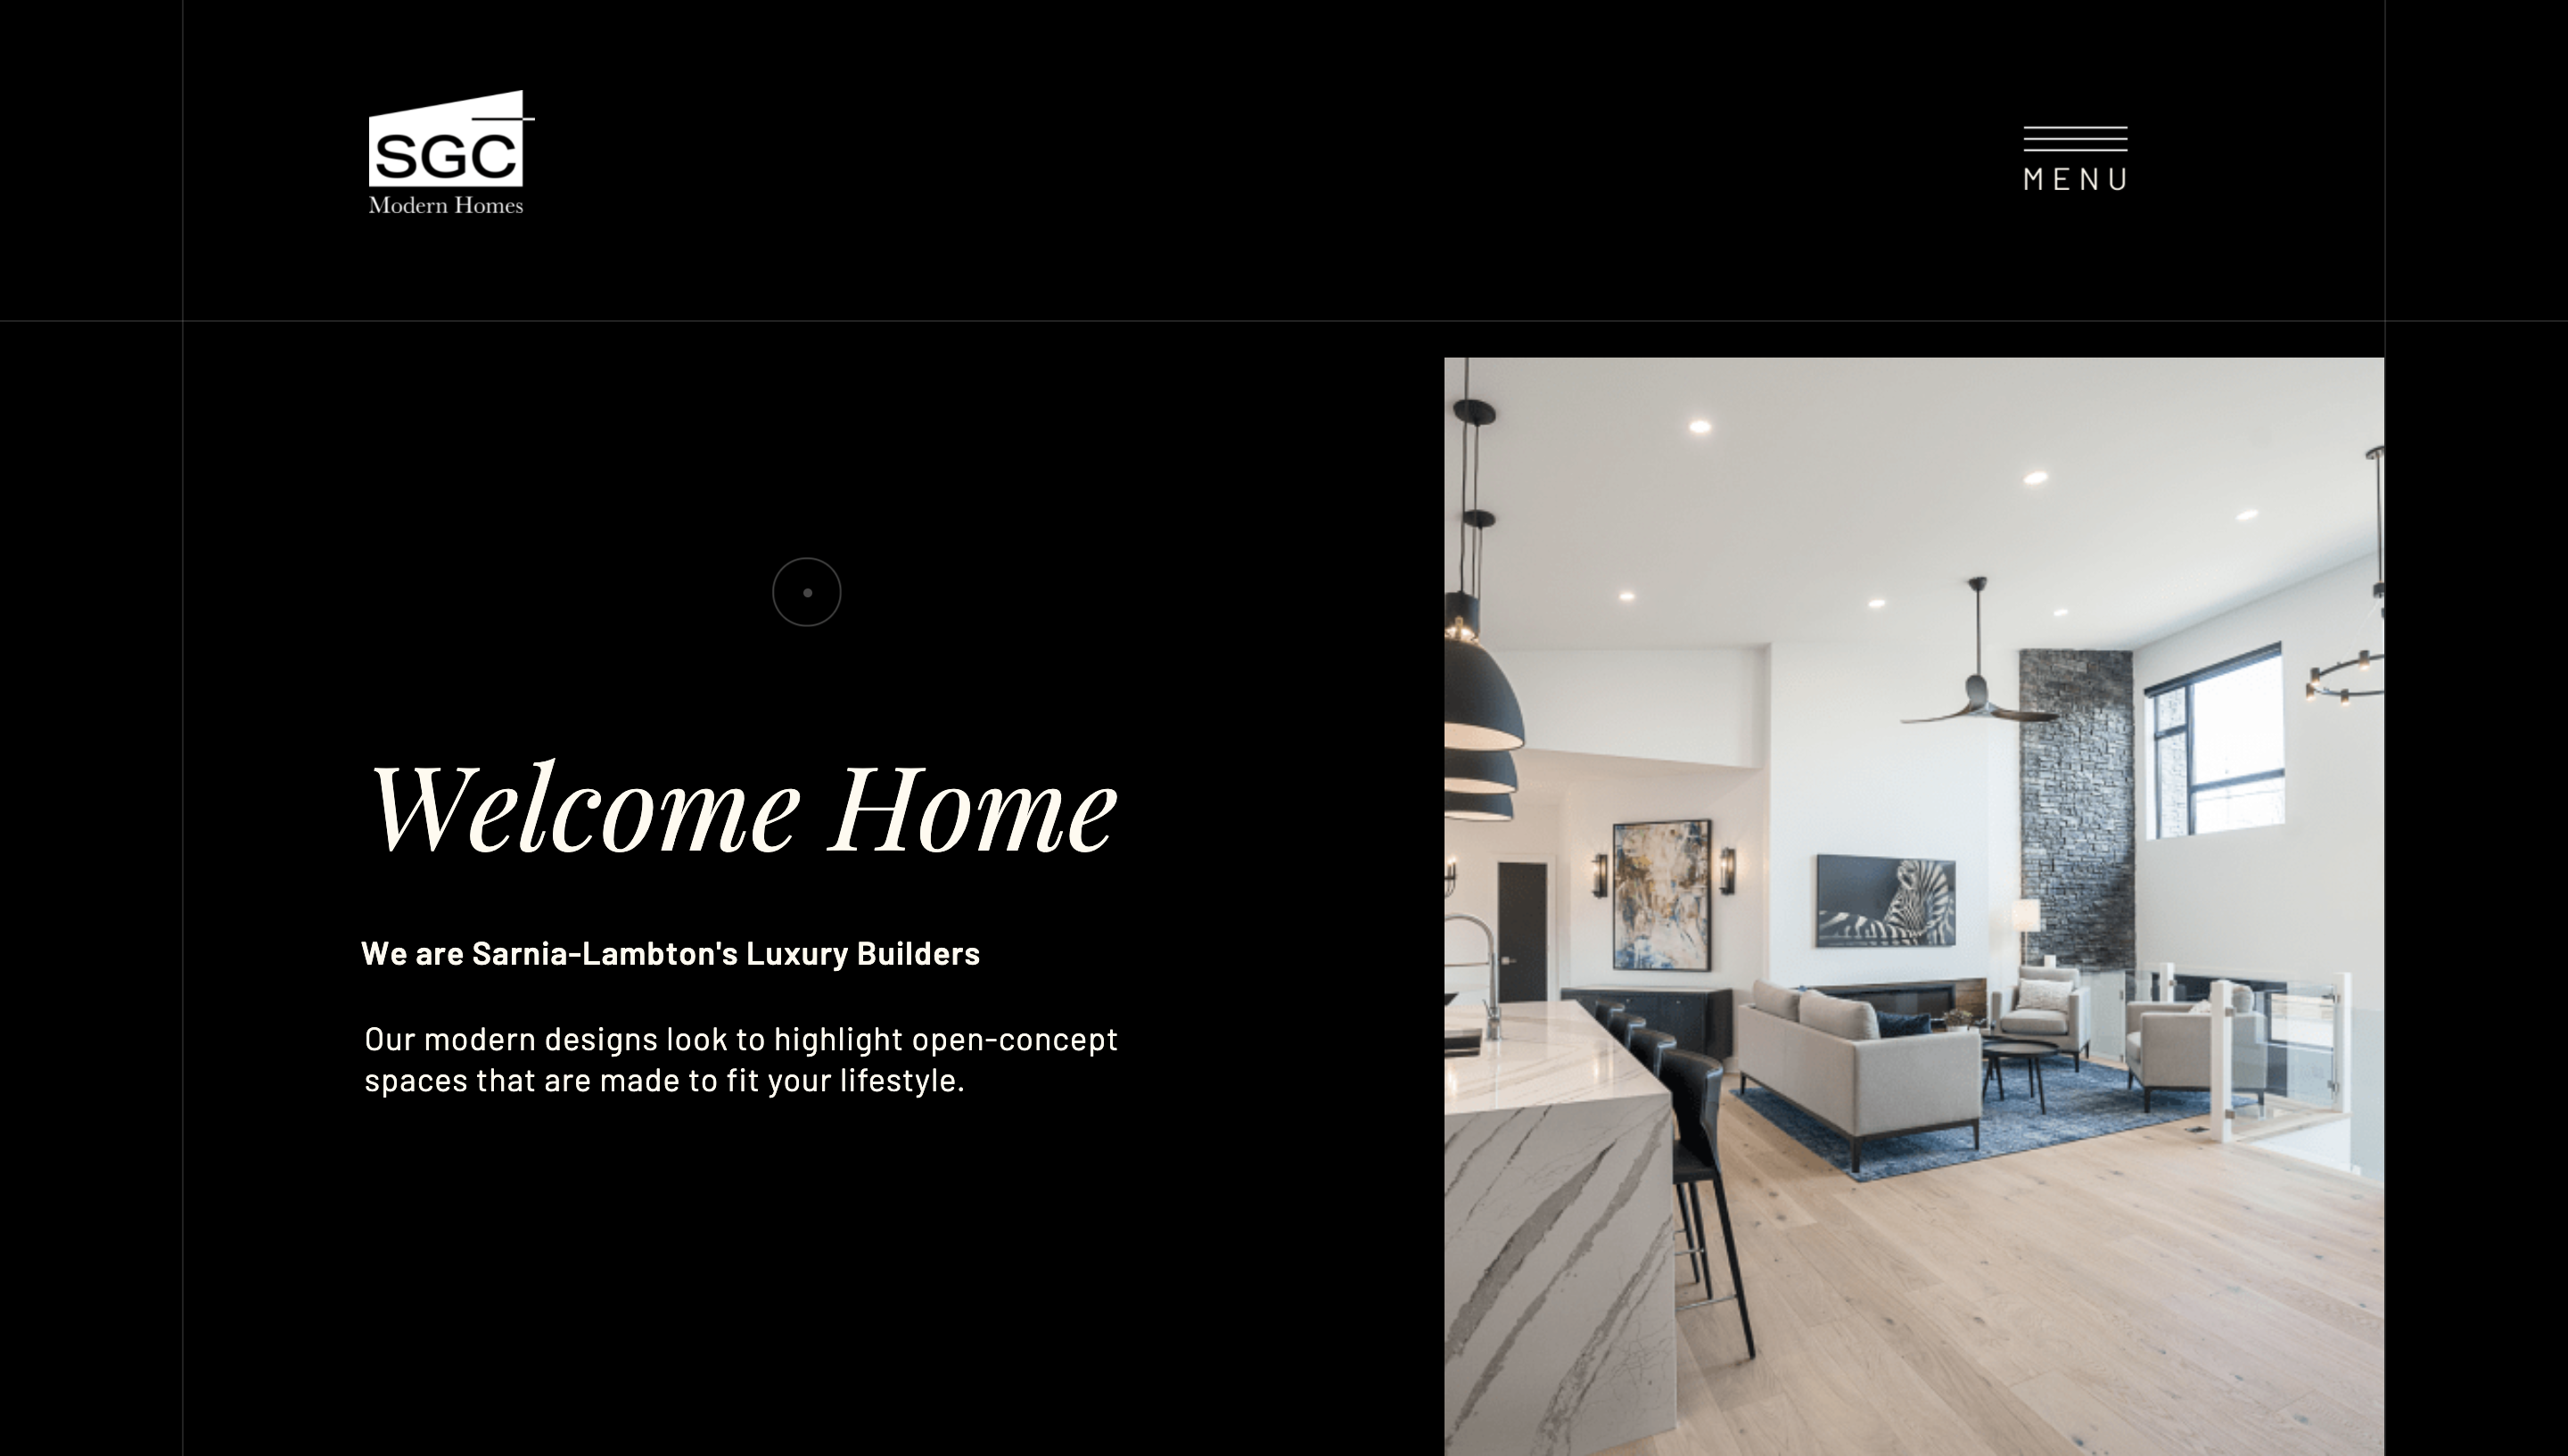 SGC
Modern Homes
MENU
Welcome Home
We are Sarnia-Lambton's Luxury Builders
Our modern designs look to highlight open-concept
spaces that are made to fit your lifestyle.